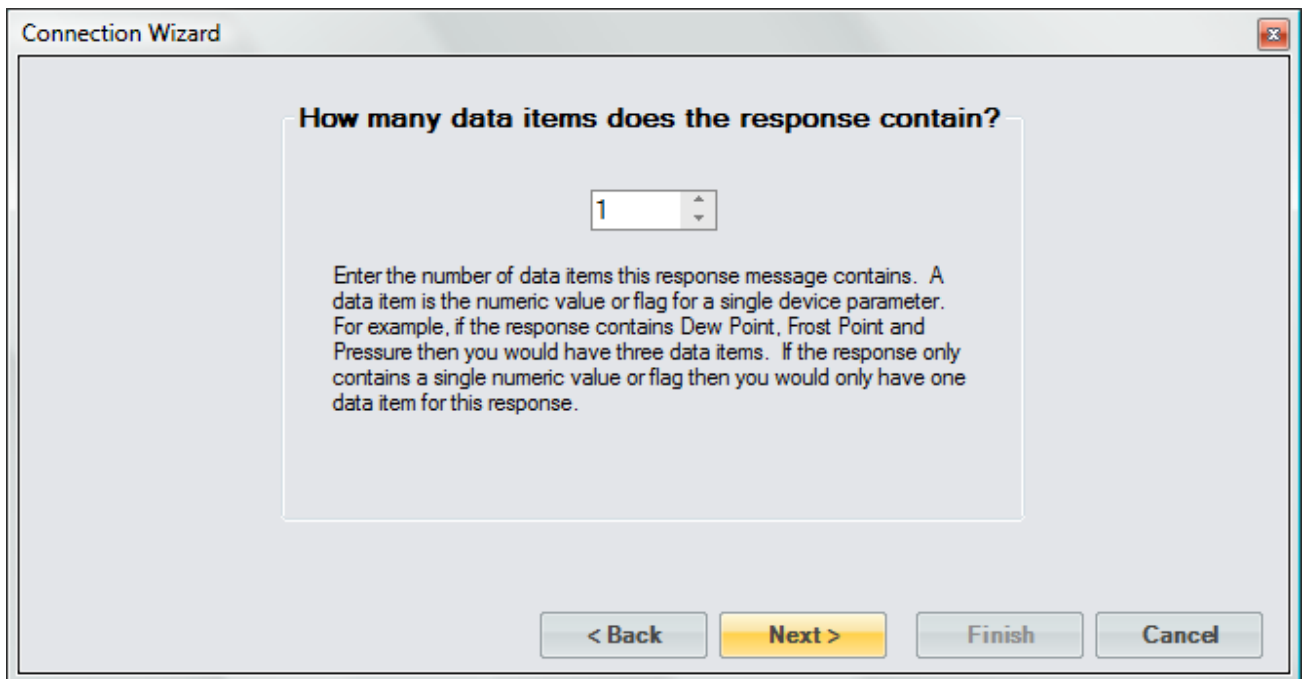 Connection Wizard
How many data items does the response contain?
1
Enter the number of data items this response message contains.  A
data item is the numeric value or flag for a single device parameter.
For example, if the response contains Dew Point, Frost Point and
Pressure then you would have three data items.  If the response only
contains a single numeric value or flag then you would only have one
data item for this response.
< Back Next > Finish Cancel